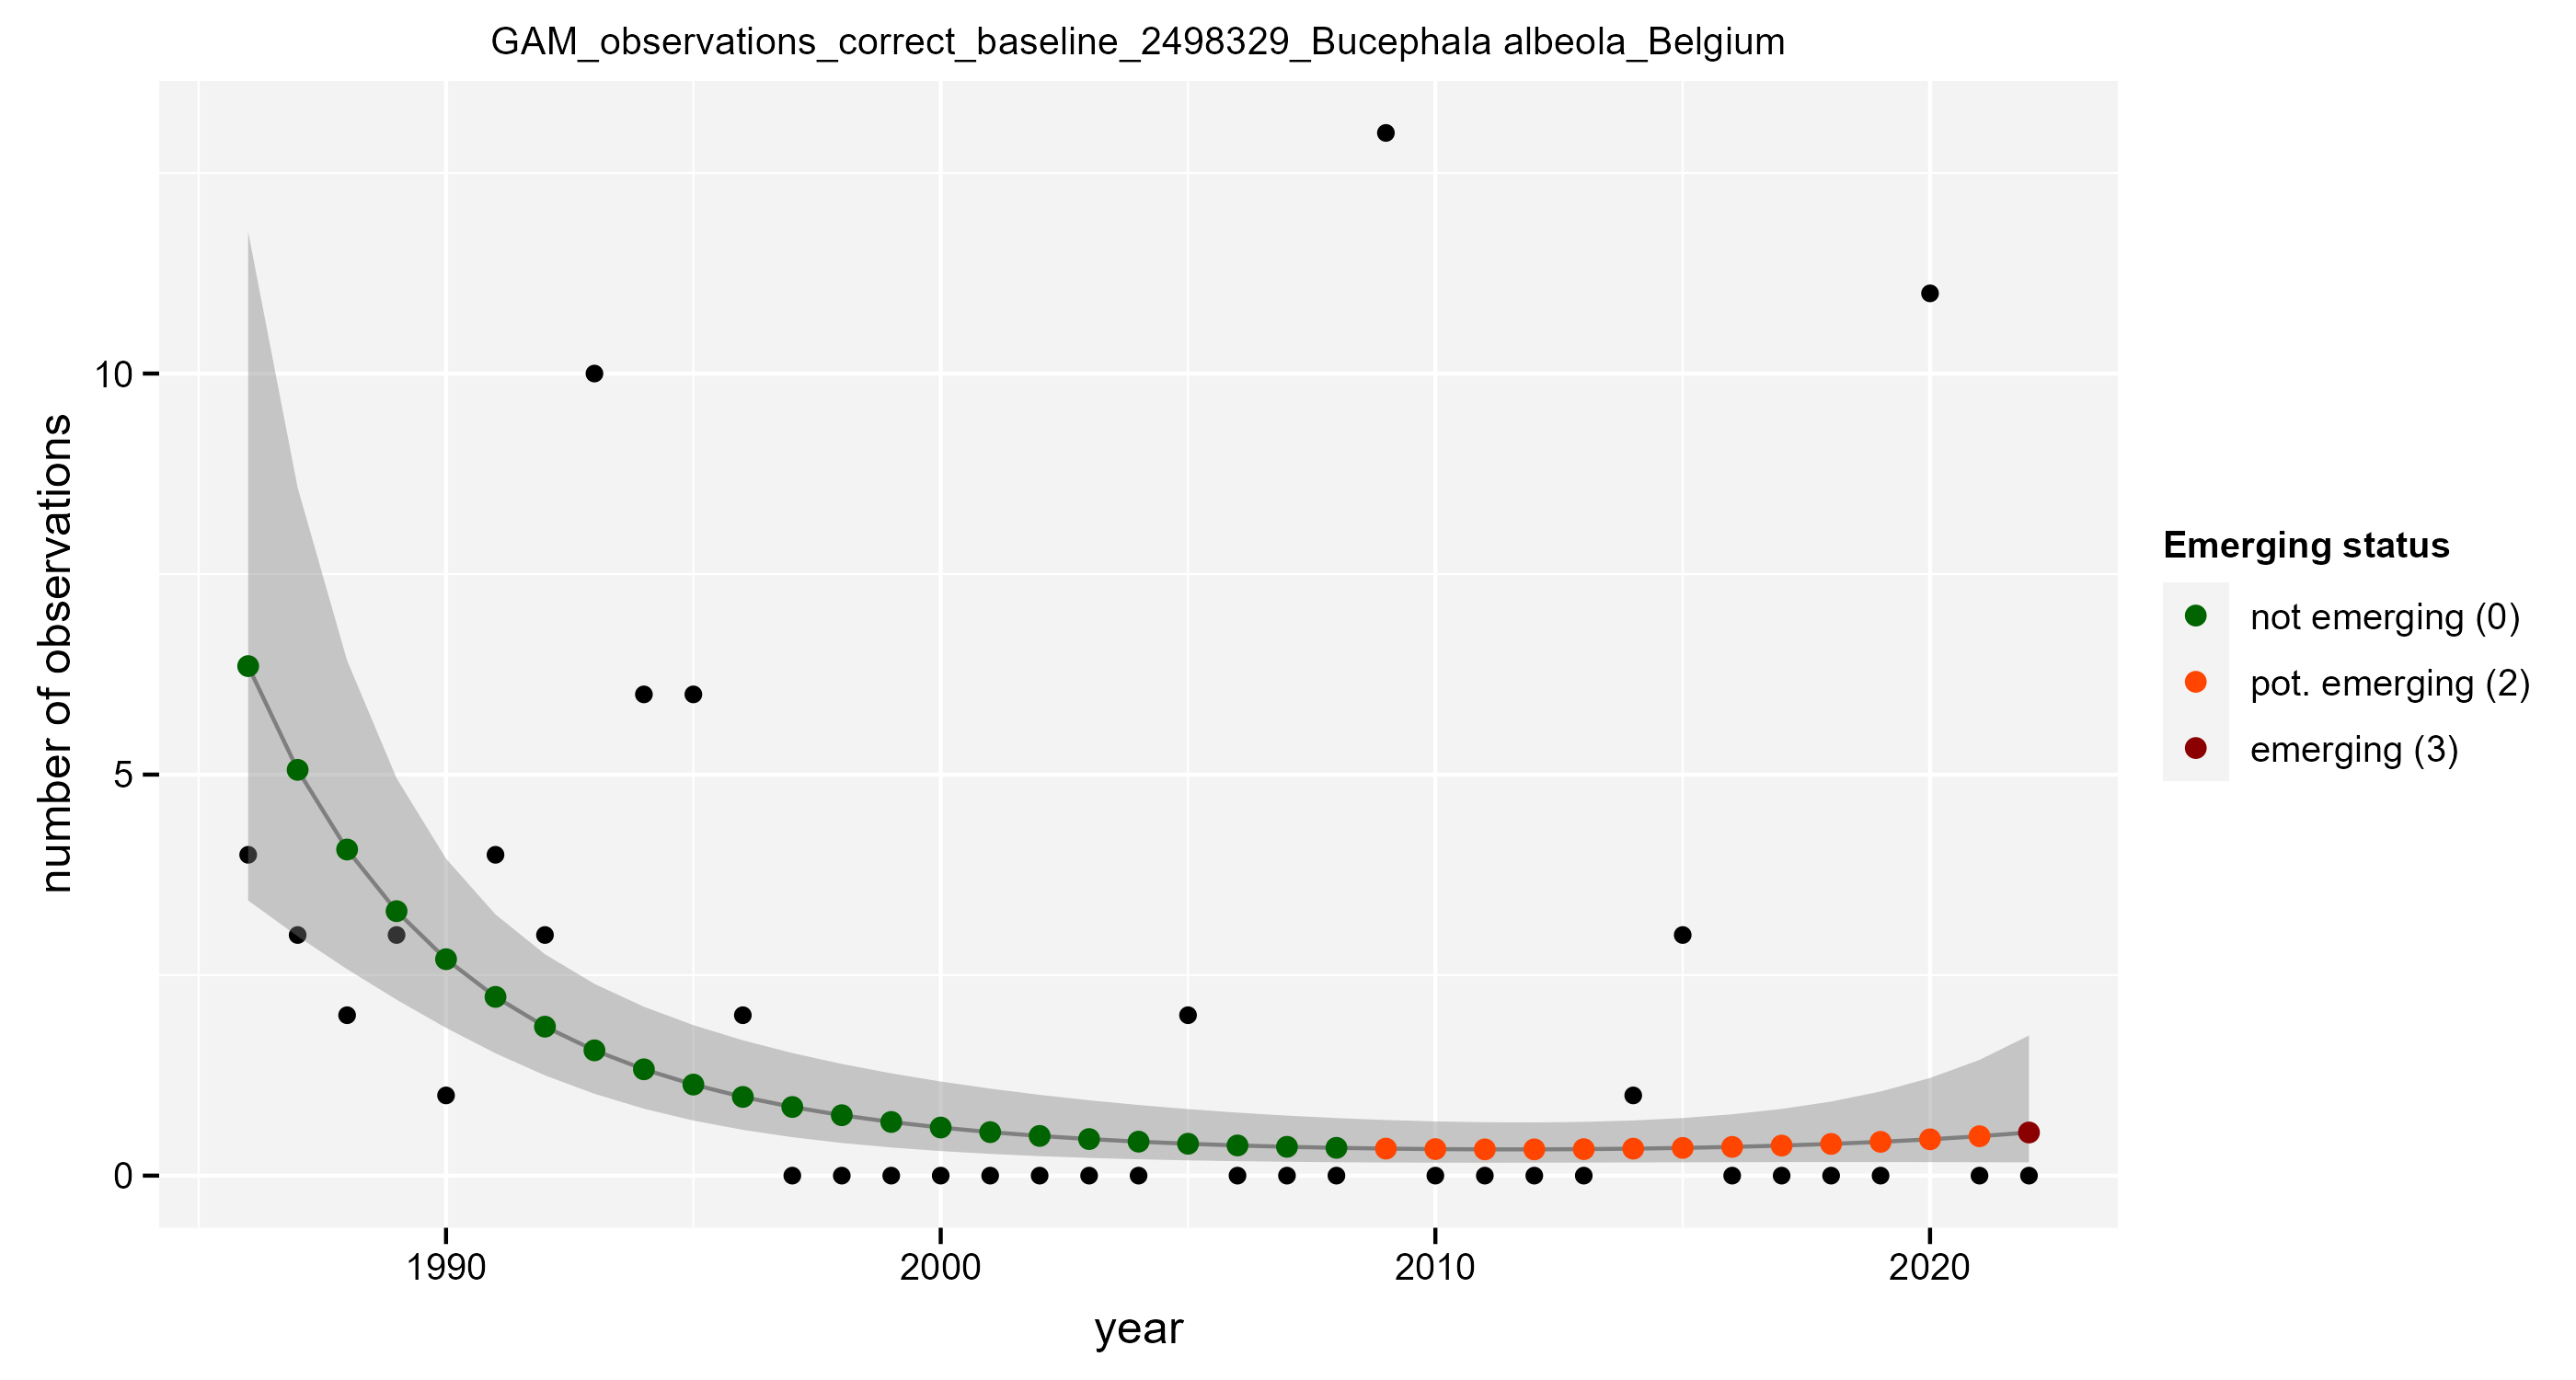 GAM_observations_correct_baseline_2498329_Bucephala albeola_Belgium
number of observations
10
5
0
1990
2000
2010
2020
year
Emerging status
not emerging (0)
pot. emerging (2)
emerging (3)